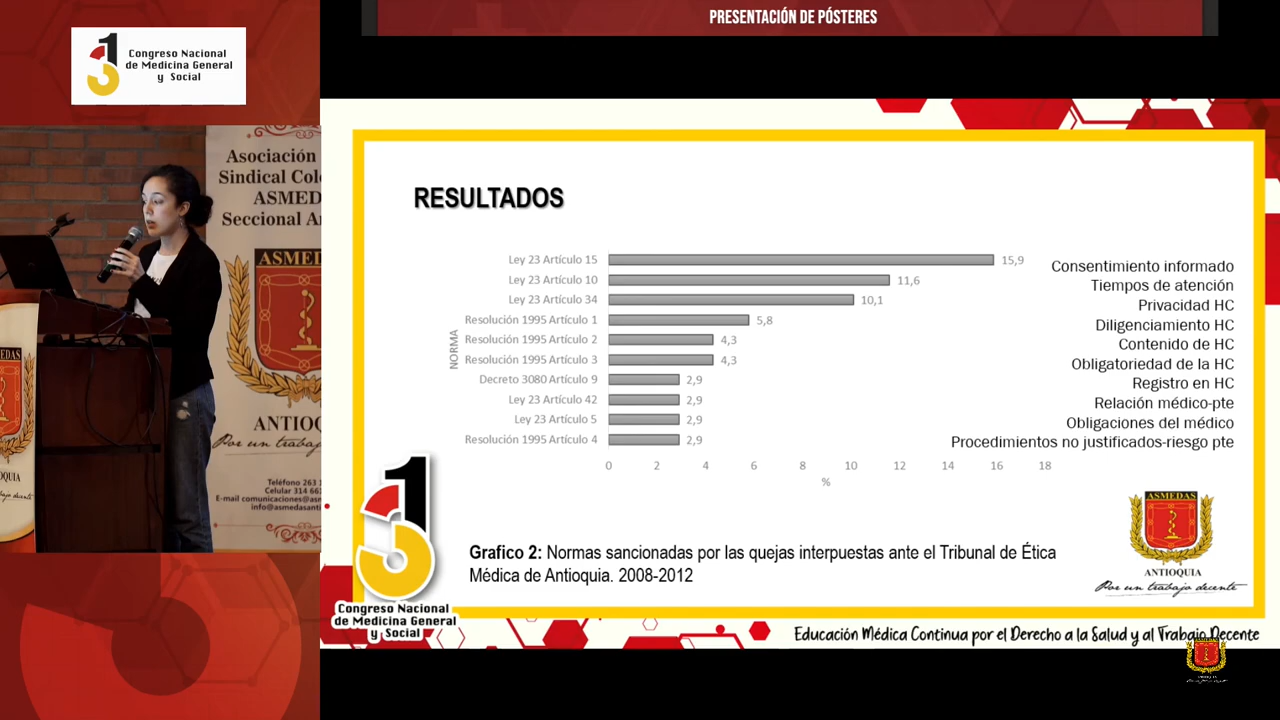 PRESENTACIÓN DE PÓSTERES
13
Congreso Nacional
de Medicina General
y Social
Asociación
Sindical Col
ASMED
Seccional A
ASMEDAS
ANTIOQ
Por un trabaj
Teléfono 263 1
Celular 314 661
E-mail comunicaciones@asm
info@asmedasanti
RESULTADOS
NORMA
Ley 23 Artículo 15 15,9 Consentimiento informado
Ley 23 Artículo 10 11,6 Tiempos de atención
Ley 23 Artículo 34 10,1 Privacidad HC
Resolución 1995 Artículo 1 5,8 Diligenciamiento HC
Resolución 1995 Artículo 2 4,3 Contenido de HC
Resolución 1995 Artículo 3 4,3 Obligatoriedad de la HC
Decreto 3080 Artículo 9 2,9 Registro en HC
Ley 23 Artículo 42 2,9 Relación médico-pte
Ley 23 Artículo 5 2,9 Obligaciones del médico
Resolución 1995 Artículo 4 2,9 Procedimientos no justificados-riesgo pte
0 2 4 6 8 10 12 14 16 18
%
Grafico 2: Normas sancionadas por las quejas interpuestas ante el Tribunal de Ética
Médica de Antioquia. 2008-2012
ASMEDAS
ANTIOQUIA
Por un trabajo decente
13
Congreso Nacional
de Medicina General
y Social
Educación Médica Continua por el Derecho a la Salud y al Trabajo Decente